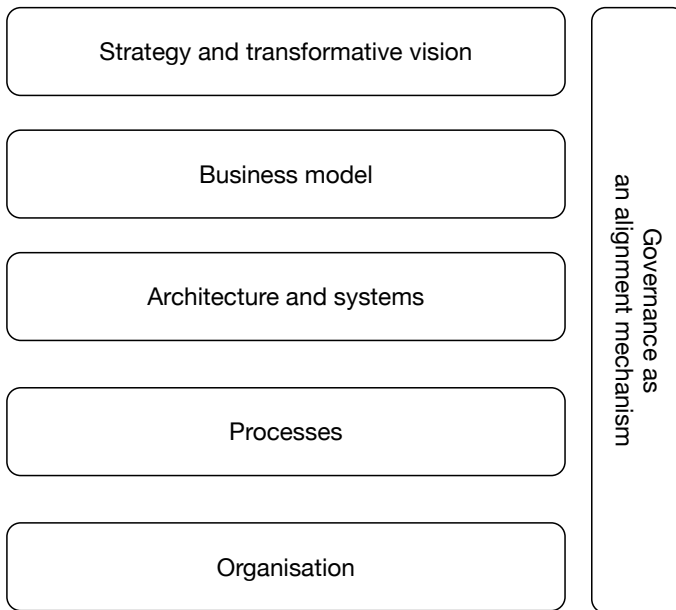 Strategy and transformative vision
Business model
Architecture and systems
Processes
Organisation
Governance as
an alignment mechanism